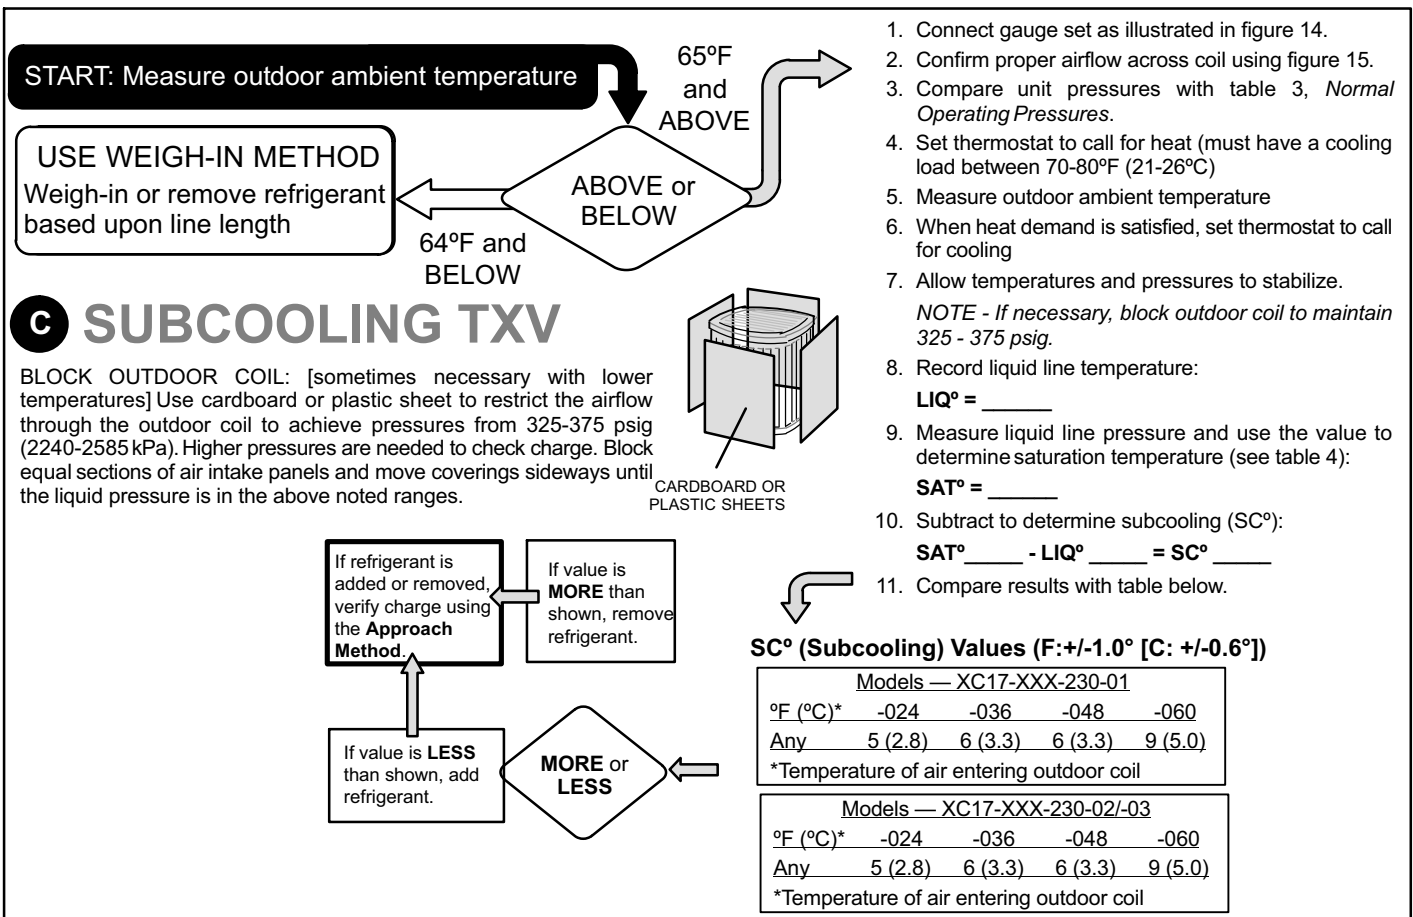 START: Measure outdoor ambient temperature
65ºF
and
ABOVE
ABOVE or
BELOW
64ºF and
BELOW
USE WEIGH-IN METHOD
Weigh-in or remove refrigerant
based upon line length
C SUBCOOLING TXV
BLOCK OUTDOOR COIL: [sometimes necessary with lower
temperatures] Use cardboard or plastic sheet to restrict the airflow
through the outdoor coil to achieve pressures from 325-375 psig
(2240-2585 kPa). Higher pressures are needed to check charge. Block
equal sections of air intake panels and move coverings sideways until
the liquid pressure is in the above noted ranges.
CARDBOARD OR
PLASTIC SHEETS
1. Connect gauge set as illustrated in figure 14.
2. Confirm proper airflow across coil using figure 15.
3. Compare unit pressures with table 3, Normal
Operating Pressures.
4. Set thermostat to call for heat (must have a cooling
load between 70-80ºF (21-26ºC)
5. Measure outdoor ambient temperature
6. When heat demand is satisfied, set thermostat to call
for cooling
7. Allow temperatures and pressures to stabilize.
NOTE - If necessary, block outdoor coil to maintain
325 - 375 psig.
8. Record liquid line temperature:
LIQº = ______
9. Measure liquid line pressure and use the value to
determine saturation temperature (see table 4):
SATº = ______
10. Subtract to determine subcooling (SCº):
SATº_____ - LIQº _____ = SCº _____
11. Compare results with table below.
SCº (Subcooling) Values (F:+/-1.0° [C: +/-0.6°])
Models — XC17-XXX-230-01
ºF (ºC)* -024 -036 -048 -060
Any 5 (2.8) 6 (3.3) 6 (3.3) 9 (5.0)
*Temperature of air entering outdoor coil
Models — XC17-XXX-230-02/-03
ºF (ºC)* -024 -036 -048 -060
Any 5 (2.8) 6 (3.3) 6 (3.3) 9 (5.0)
*Temperature of air entering outdoor coil
MORE or
LESS
If value is
MORE than
shown, remove
refrigerant.
If value is LESS
than shown, add
refrigerant.
If refrigerant is
added or removed,
verify charge using
the Approach
Method.